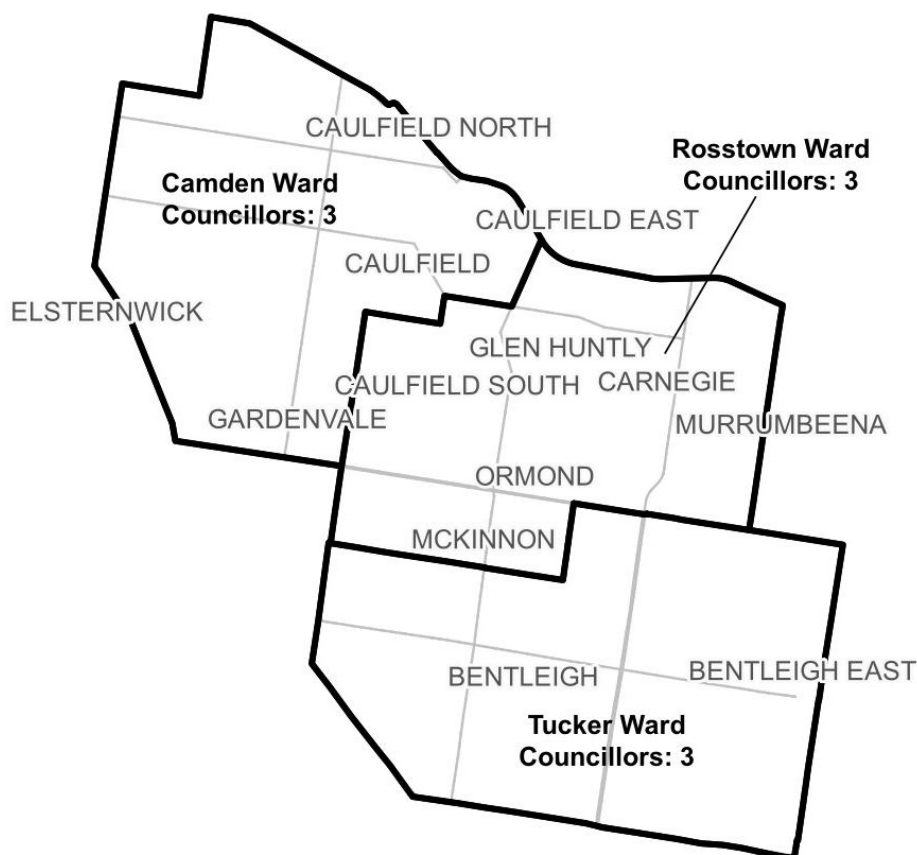 CAULFIELD NORTH
Rosstown Ward
Councillors: 3
Camden Ward
Councillors: 3
CAULFIELD EAST
CAULFIELD
ELSTERNWICK
GLEN HUNTLY
CAULFIELD SOUTH
CARNEGIE
GARDENVALE
MURRUMBEENA
ORMOND
MCKINNON
BENTLEIGH
BENTLEIGH EAST
Tucker Ward
Councillors: 3